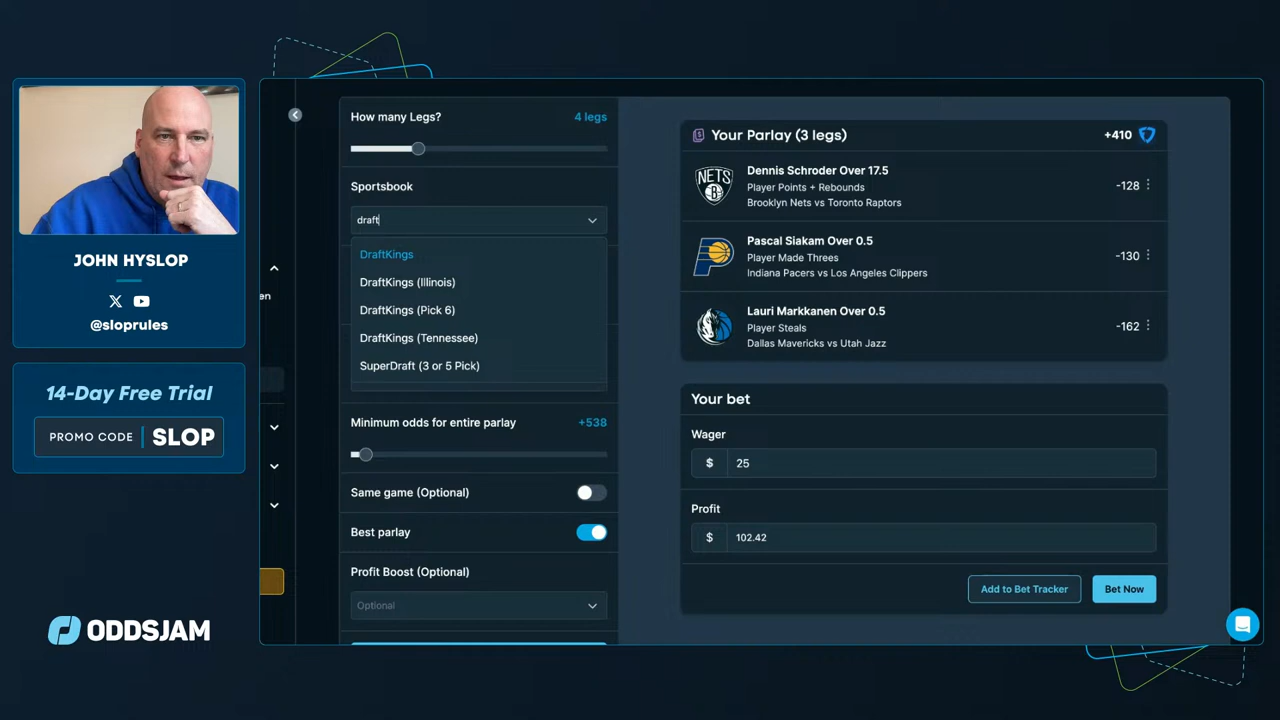 JOHN HYSLOP
@sloprules
14-Day Free Trial
PROMO CODE SLOP
ODDSJAM
en
How many Legs? 4 legs
Sportsbook
draft
DraftKings
DraftKings (Illinois)
DraftKings (Pick 6)
DraftKings (Tennessee)
SuperDraft (3 or 5 Pick)
Minimum odds for entire parlay +538
Same game (Optional)
Best parlay
Profit Boost (Optional)
Optional
Your Parlay (3 legs) +410
NETS
Dennis Schroder Over 17.5
Player Points + Rebounds -128
Brooklyn Nets vs Toronto Raptors
Pascal Siakam Over 0.5
Player Made Threes -130
Indiana Pacers vs Los Angeles Clippers
Lauri Markkanen Over 0.5
Player Steals -162
Dallas Mavericks vs Utah Jazz
Your bet
Wager
$ 25
Profit
$ 102.42
Add to Bet Tracker Bet Now